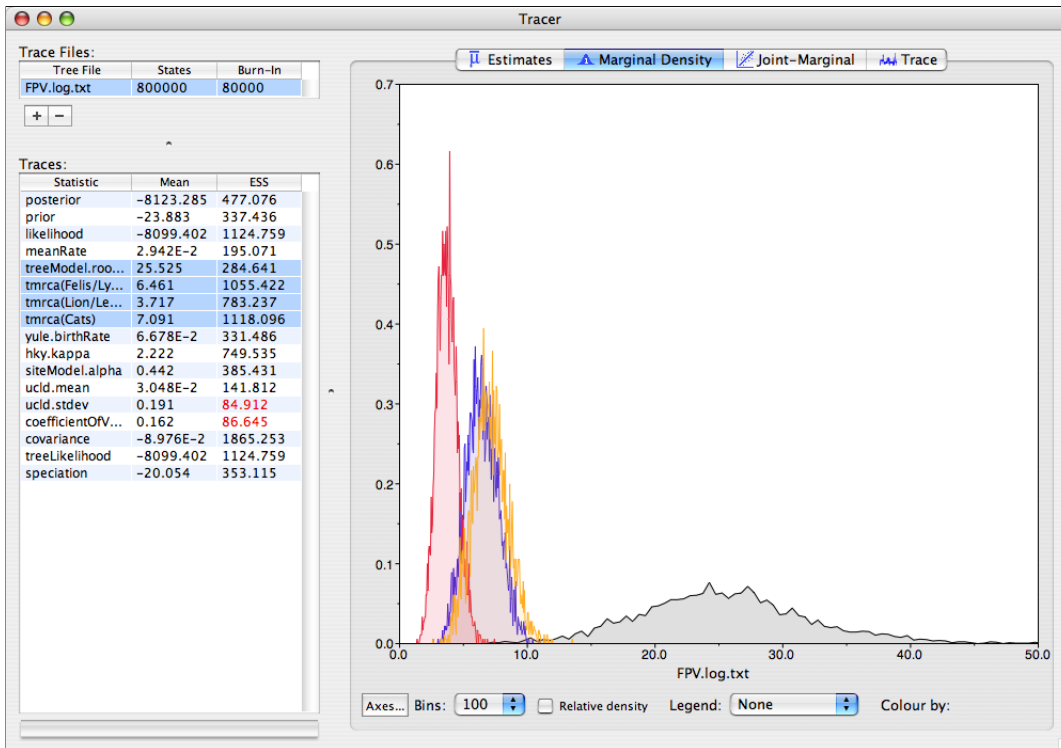 Tracer
Trace Files:
Tree File States Burn-In
FPV.log.txt 800000 80000
+ −
Traces:
Statistic Mean ESS
posterior -8123.285 477.076
prior -23.883 337.436
likelihood -8099.402 1124.759
meanRate 2.942E-2 195.071
treeModel.roo... 25.525 284.641
tmrca(Felis/Ly... 6.461 1055.422
tmrca(Lion/Le... 3.717 783.237
tmrca(Cats) 7.091 1118.096
yule.birthRate 6.678E-2 331.486
hky.kappa 2.222 749.535
siteModel.alpha 0.442 385.431
ucld.mean 3.048E-2 141.812
ucld.stdev 0.191 84.912
coefficientOfV... 0.162 86.645
covariance -8.976E-2 1865.253
treeLikelihood -8099.402 1124.759
speciation -20.054 353.115
μ Estimates Marginal Density Joint-Marginal Trace
0.7
0.6
0.5
0.4
0.3
0.2
0.1
0.0
0.0 10.0 20.0 30.0 40.0 50.0
FPV.log.txt
Axes... Bins: 100 Relative density Legend: None Colour by: